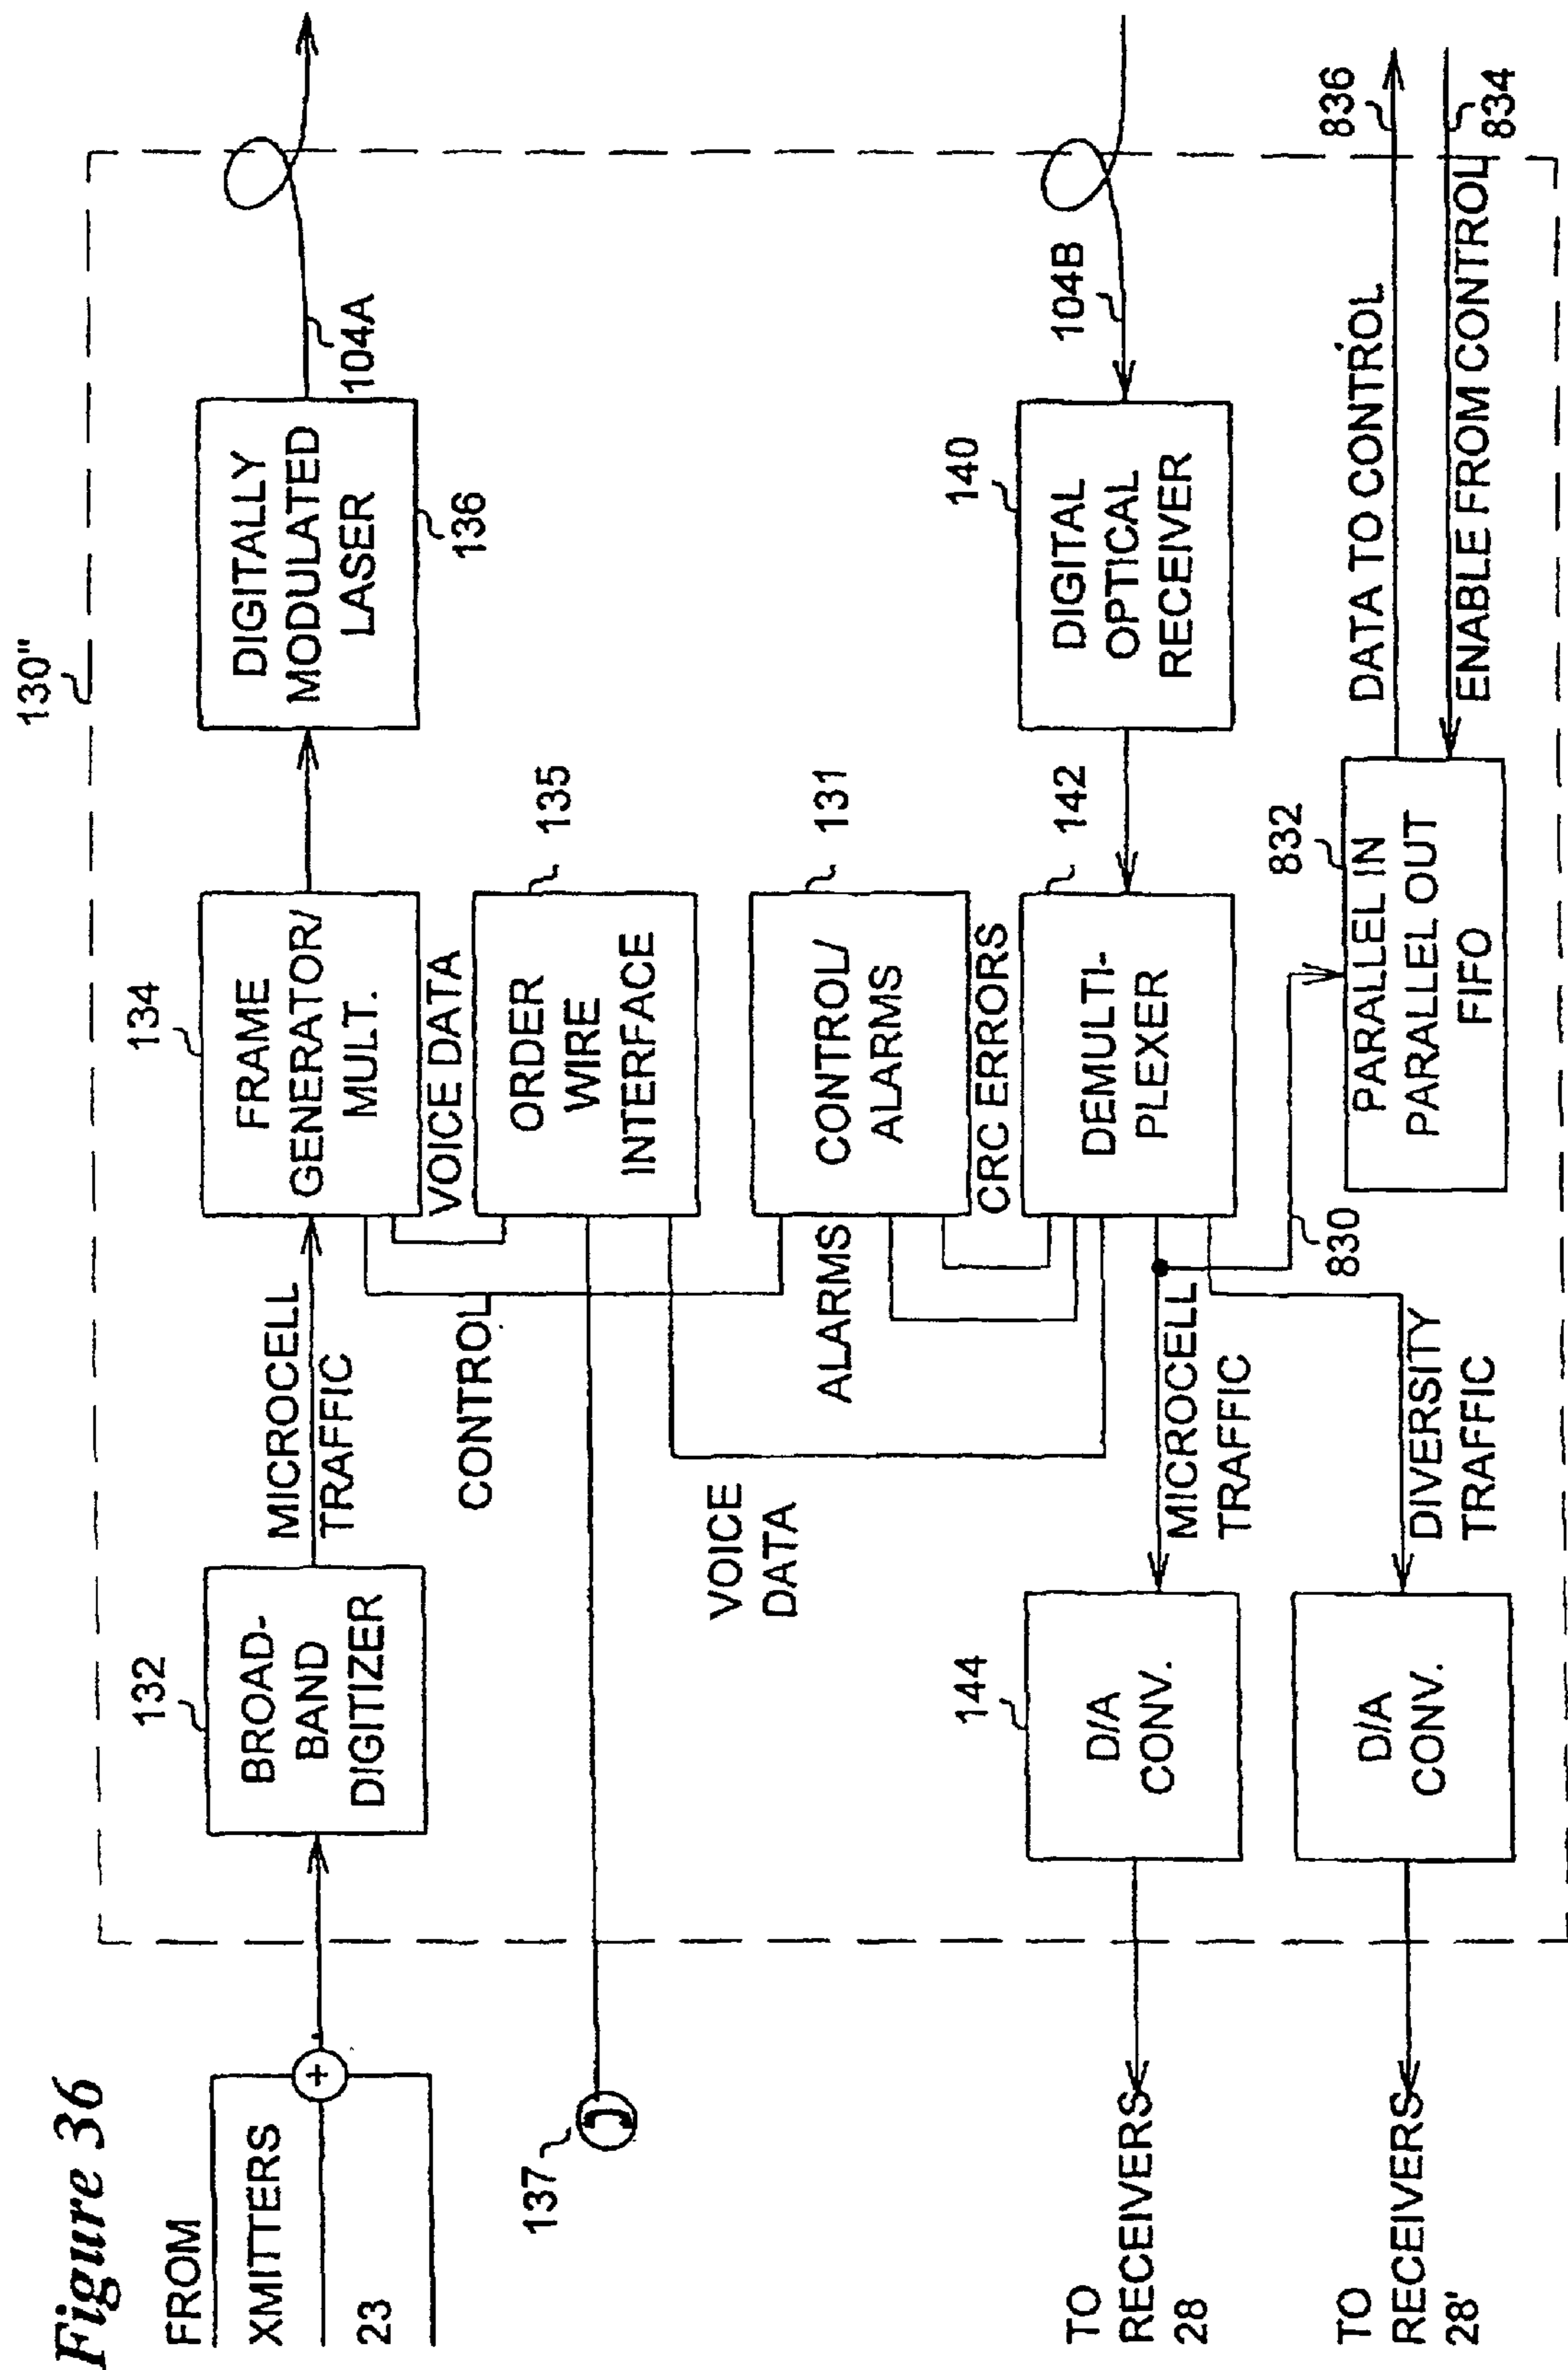 Figure 36
130"
FROM
XMITTERS
23
132
BROAD-
BAND
DIGITIZER
MICROCELL
TRAFFIC
134
FRAME
GENERATOR/
MULT.
DIGITALLY
MODULATED
LASER
136
104A
VOICE DATA
CONTROL
135
ORDER
WIRE
INTERFACE
137
VOICE
DATA
131
CONTROL/
ALARMS
ALARMS
CRC ERRORS
142
DEMULTI-
PLEXER
140
DIGITAL
OPTICAL
RECEIVER
104B
TO
RECEIVERS
28
144
D/A
CONV.
MICROCELL
TRAFFIC
830
832
PARALLEL IN
PARALLEL OUT
FIFO
DATA TO CONTROL
836
ENABLE FROM CONTROL
834
TO
RECEIVERS
28'
D/A
CONV.
DIVERSITY
TRAFFIC